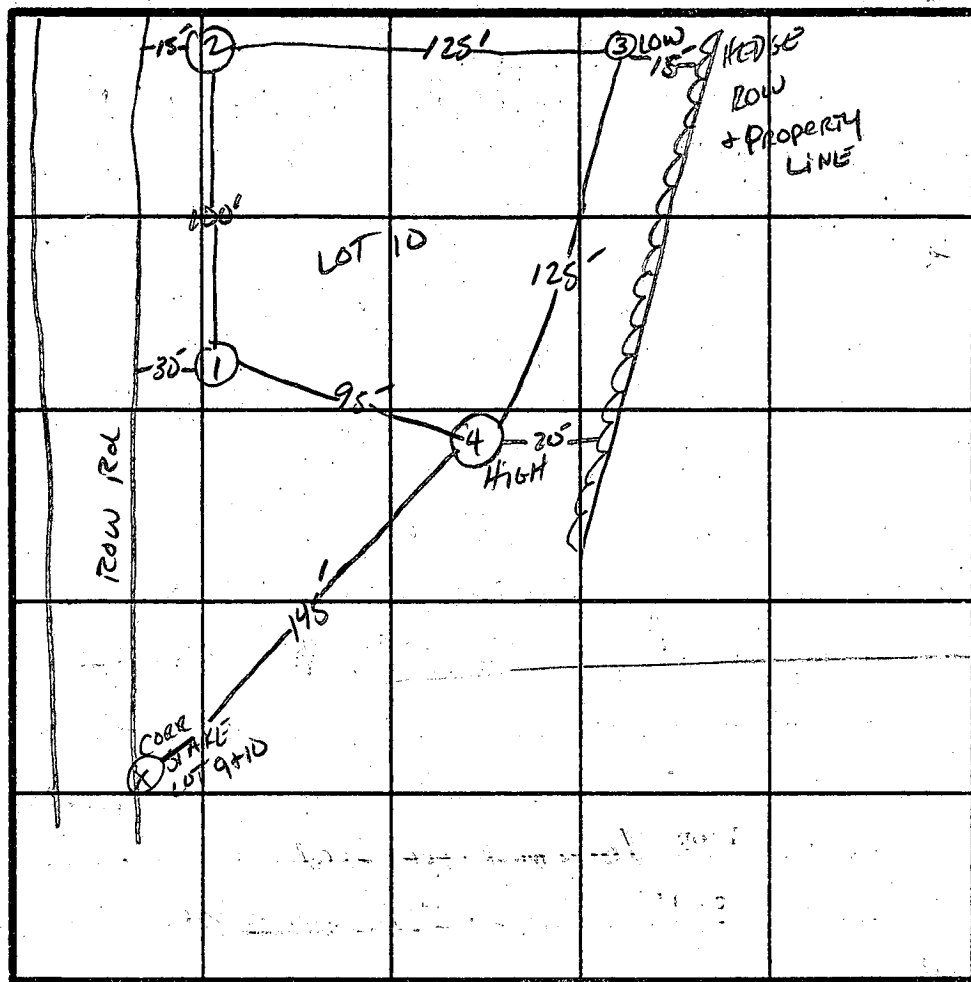 15' 2 125' 3 LOW
15' HEDGE
ROW
+ PROPERTY
LINE
100'
LOT 10
125'
30' 1
95'
4 20'
HIGH
ROW Rd
145'
CORR
STAKE
LOT 9+10